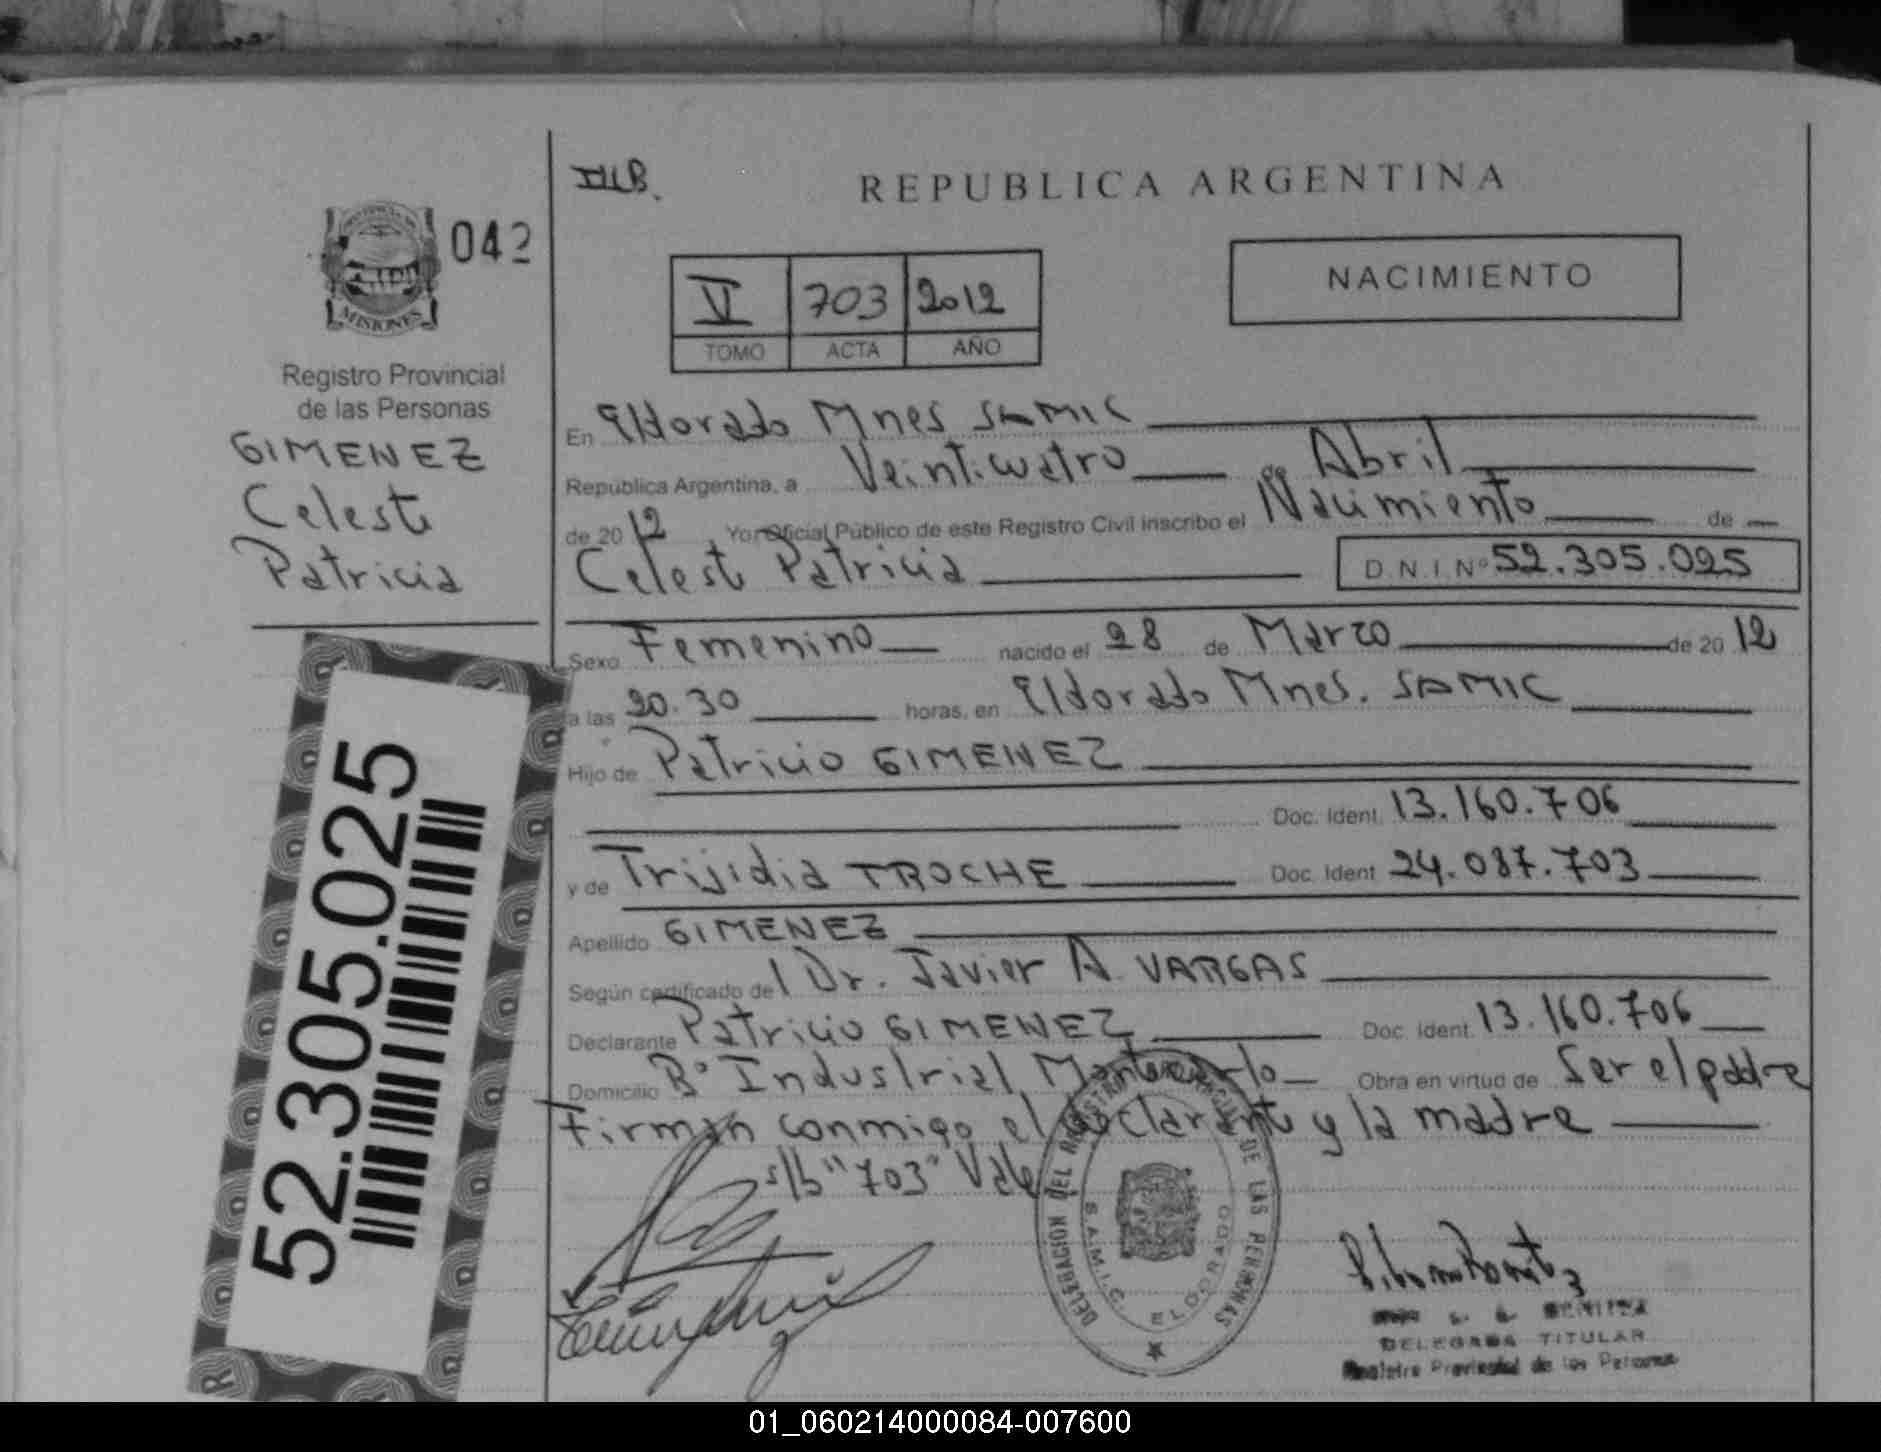 042
MISIONES
Registro Provincial
de las Personas
GIMENEZ
Celeste
Patricia
REPUBLICA ARGENTINA
V 703 2012
TOMO ACTA AÑO
NACIMIENTO
En Eldorado Mnes SAMIC
República Argentina, a Veinticuatro de Abril
de 2012 Yo, Oficial Público de este Registro Civil inscribo el Nacimiento de
Celeste Patricia D.N.I. Nº 52.305.025
Sexo Femenino nacido el 28 de Marzo de 2012
a las 20.30 horas, en Eldorado Mnes. SAMIC
Hijo de Patricio GIMENEZ
Doc. Ident. 13.160.706
y de Trijidia TROCHE Doc. Ident 24.087.703
Apellido GIMENEZ
Según certificado del Dr. Javier A. VARGAS
Declarante Patricio GIMENEZ Doc. Ident. 13.160.706
Domicilio Bº Industrial Montecarlo Obra en virtud de Ser el padre
Firman conmigo el declarante y la madre
s/b "703" Vale
52.305.025
DELEGACION DEL REGISTRO PROVINCIAL DE LAS PERSONAS
S.A.M.I.C. ELDORADO
DELEGADA TITULAR
Registro Provincial de las Personas
01_060214000084-007600